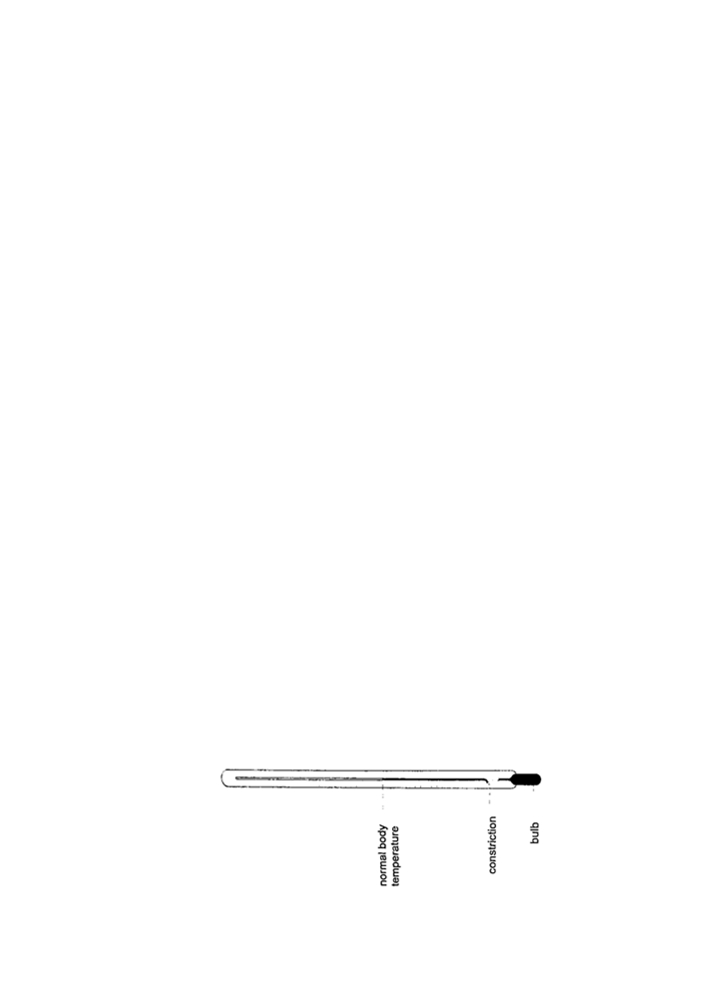 normal body
temperature
constriction
bulb